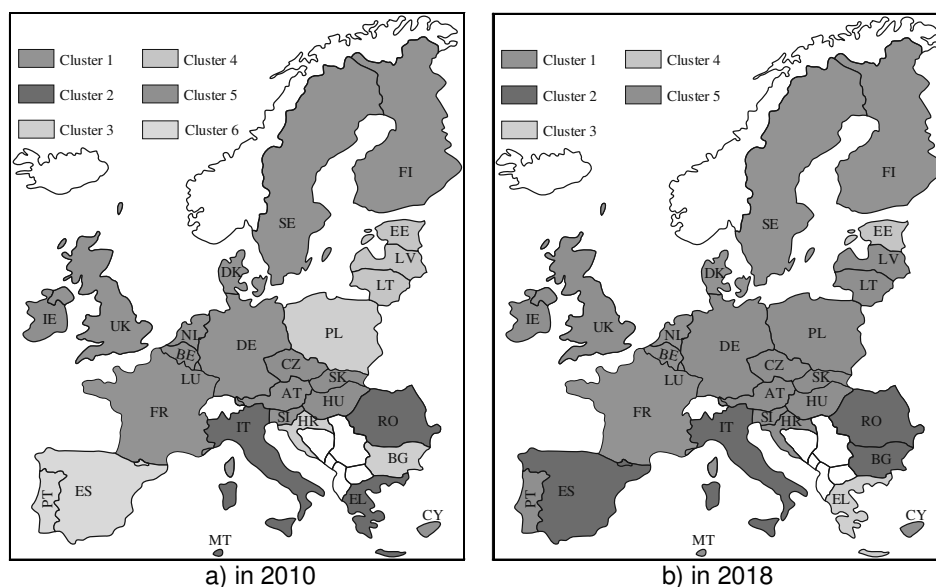 Cluster 1
Cluster 4
Cluster 2
Cluster 5
Cluster 3
Cluster 6
FI
SE
EE
LV
LT
DK
IE
UK
NL
BE
LU
DE
PL
CZ
SK
AT
HU
FR
SI
HR
IT
RO
BG
PT
ES
EL
CY
MT
a) in 2010
Cluster 1
Cluster 4
Cluster 2
Cluster 5
Cluster 3
FI
SE
EE
LV
LT
DK
IE
UK
NL
BE
LU
DE
PL
CZ
SK
AT
HU
FR
SI
HR
IT
RO
BG
PT
ES
EL
CY
MT
b) in 2018